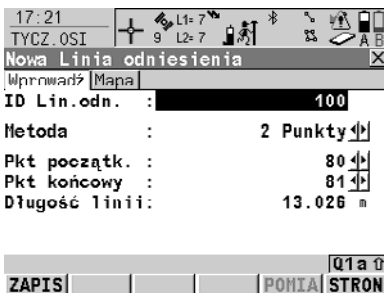 17:21
TYCZ.OSI
9
L1= 7
L2= 7
A B
Nowa Linia odniesienia X
Wprowadź Mapa
ID Lin.odn. : 100
Metoda : 2 Punkty
Pkt początk. : 80
Pkt końcowy : 81
Długość linii: 13.026 m
Q1a
ZAPIS POMIA STRON